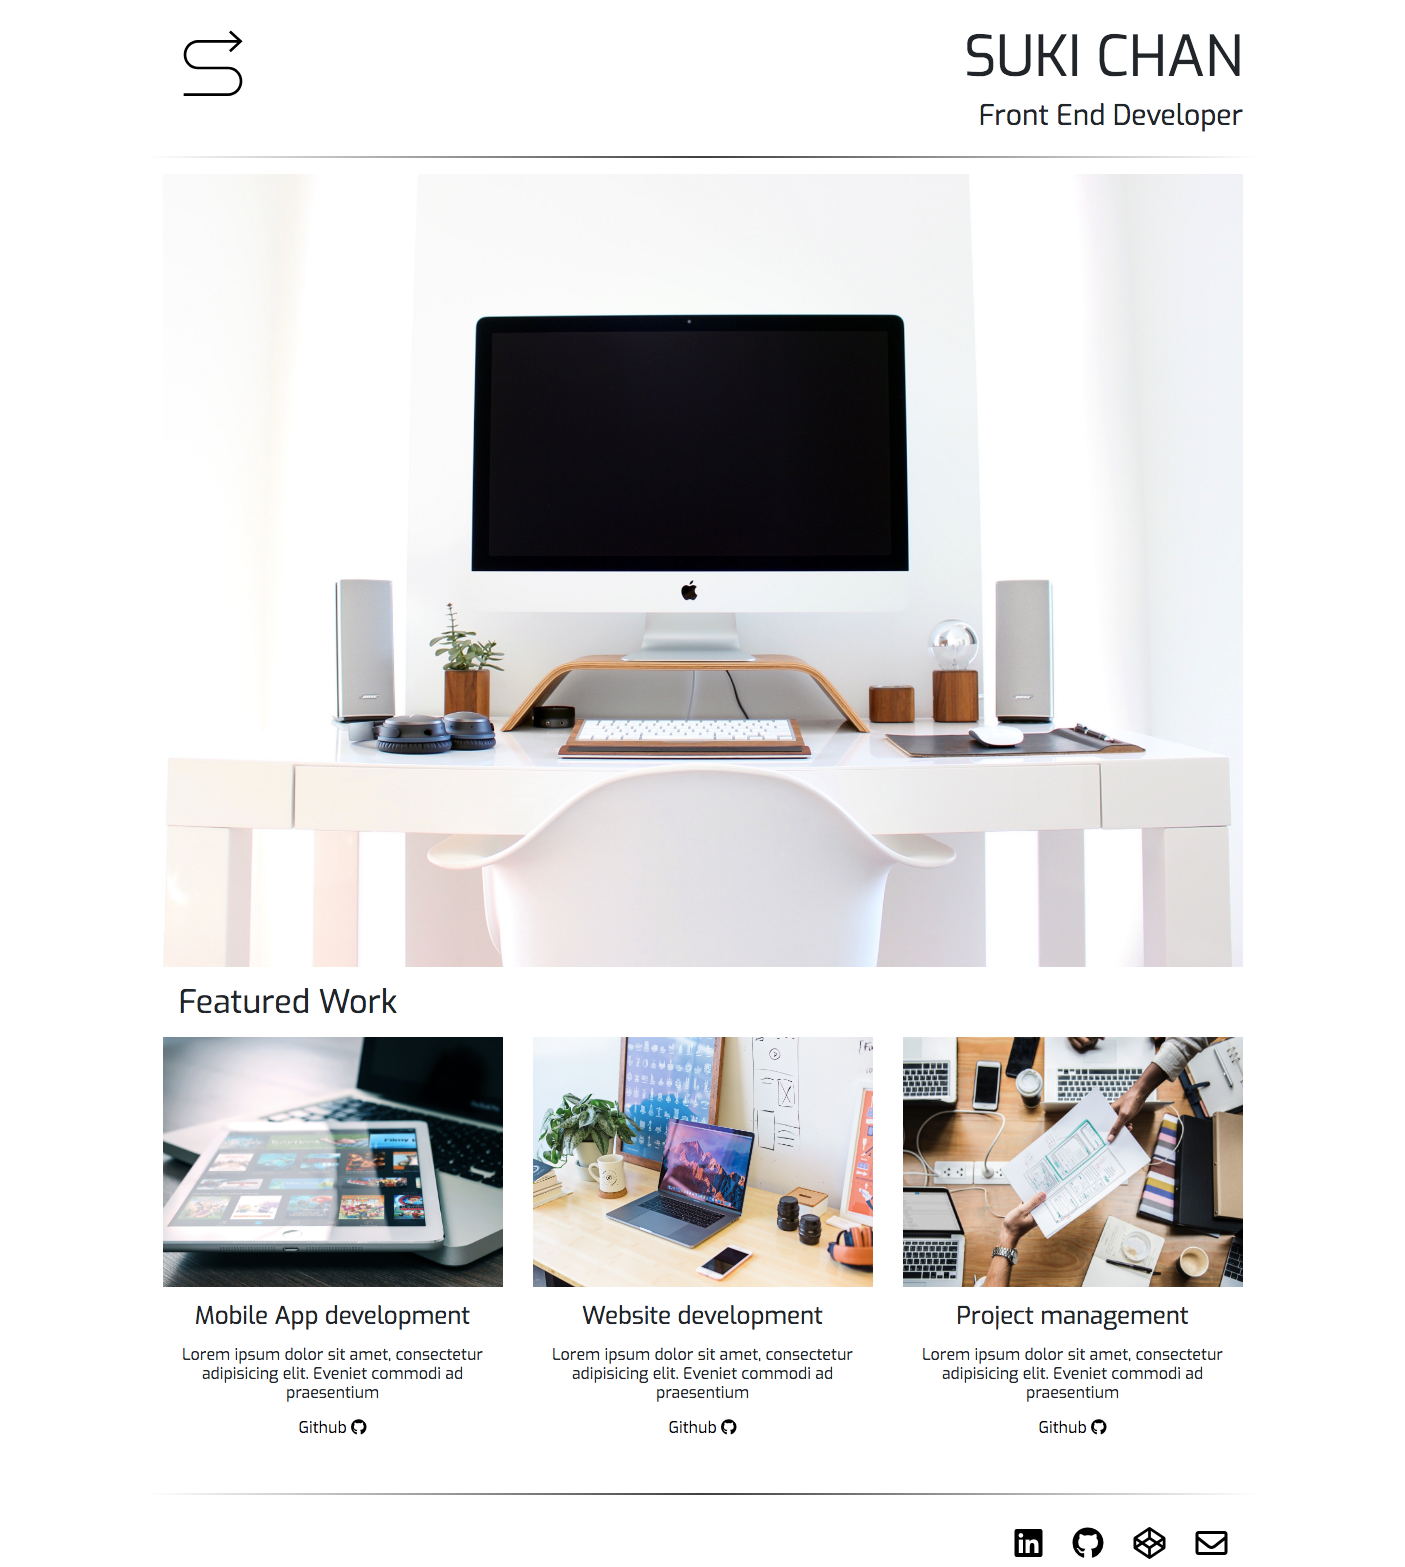 SUKI CHAN
Front End Developer
Featured Work
Mobile App development
Lorem ipsum dolor sit amet, consectetur
adipisicing elit. Eveniet commodi ad
praesentium
Github
Website development
Lorem ipsum dolor sit amet, consectetur
adipisicing elit. Eveniet commodi ad
praesentium
Github
Project management
Lorem ipsum dolor sit amet, consectetur
adipisicing elit. Eveniet commodi ad
praesentium
Github
in